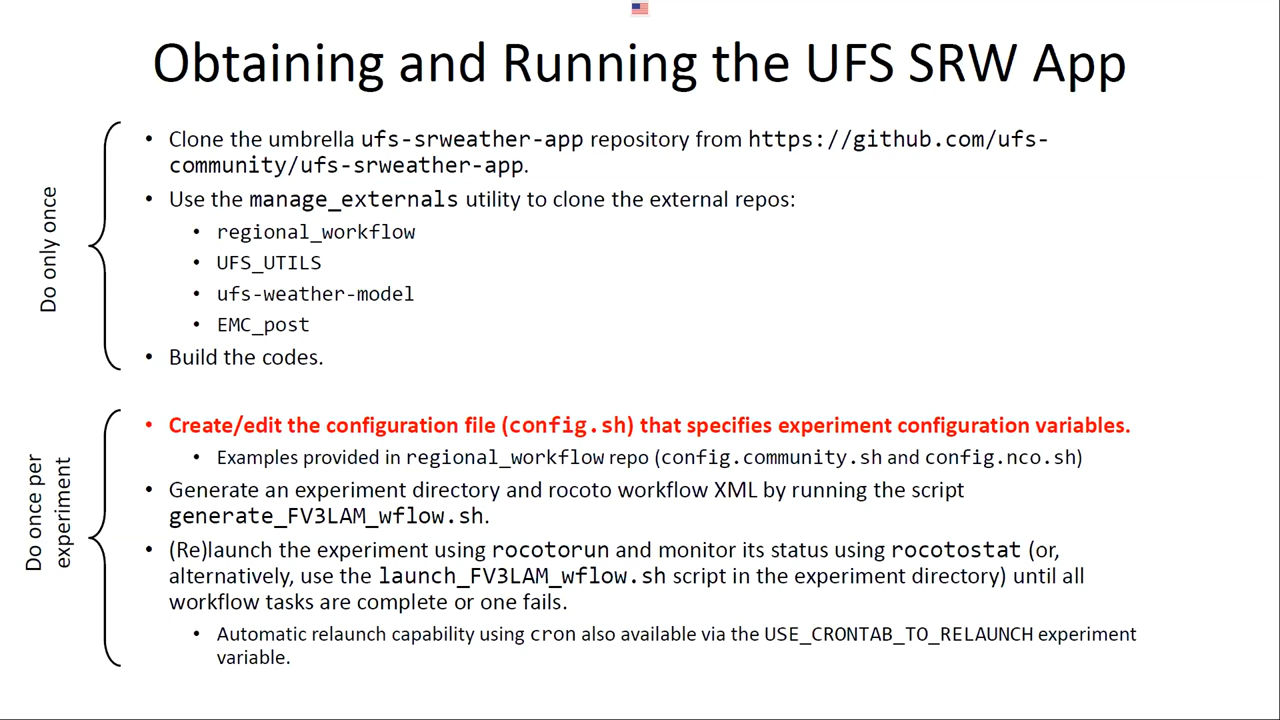 Obtaining and Running the UFS SRW App
Do only once
• Clone the umbrella ufs-srweather-app repository from https://github.com/ufs-
community/ufs-srweather-app.
• Use the manage_externals utility to clone the external repos:
• regional_workflow
• UFS_UTILS
• ufs-weather-model
• EMC_post
• Build the codes.
Do once per
experiment
• Create/edit the configuration file (config.sh) that specifies experiment configuration variables.
• Examples provided in regional_workflow repo (config.community.sh and config.nco.sh)
• Generate an experiment directory and rocoto workflow XML by running the script
generate_FV3LAM_wflow.sh.
• (Re)launch the experiment using rocotorun and monitor its status using rocotostat (or,
alternatively, use the launch_FV3LAM_wflow.sh script in the experiment directory) until all
workflow tasks are complete or one fails.
• Automatic relaunch capability using cron also available via the USE_CRONTAB_TO_RELAUNCH experiment
variable.